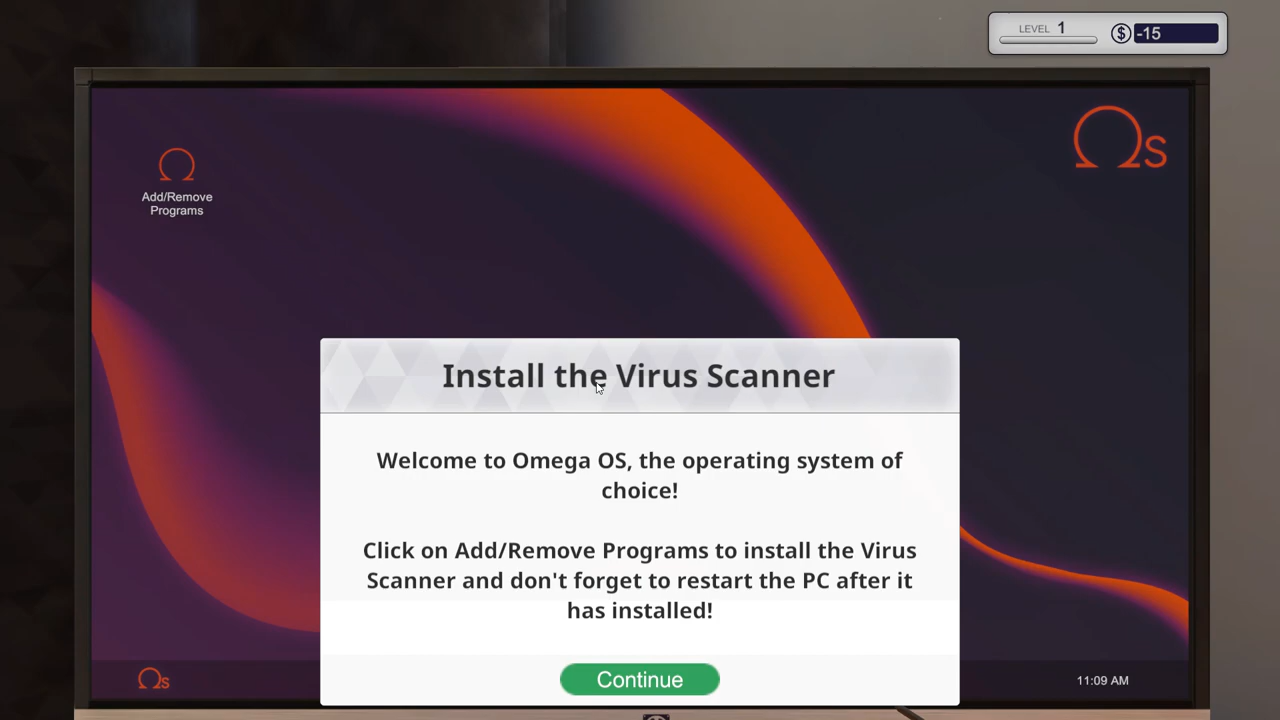 LEVEL 1
$ -15
Ωs
Add/Remove
Programs
Install the Virus Scanner
Welcome to Omega OS, the operating system of
choice!
Click on Add/Remove Programs to install the Virus
Scanner and don't forget to restart the PC after it
has installed!
Continue
Ωs
11:09 AM